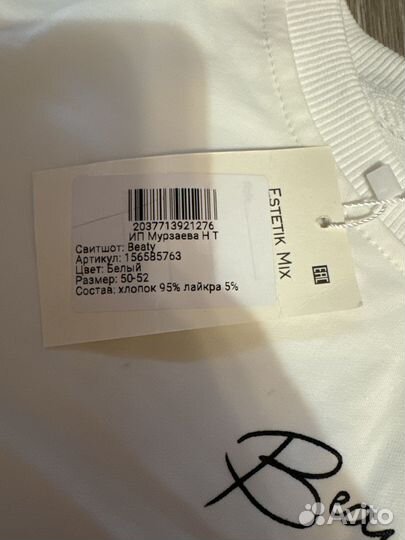 2037713921276
ИП Мурзаева Н Т
Свитшот: Beaty
Артикул: 156585763
Цвет: Белый
Размер: 50-52
Состав: хлопок 95% лайкра 5%
ESTETIK MIX
EAC
Bea
Avito